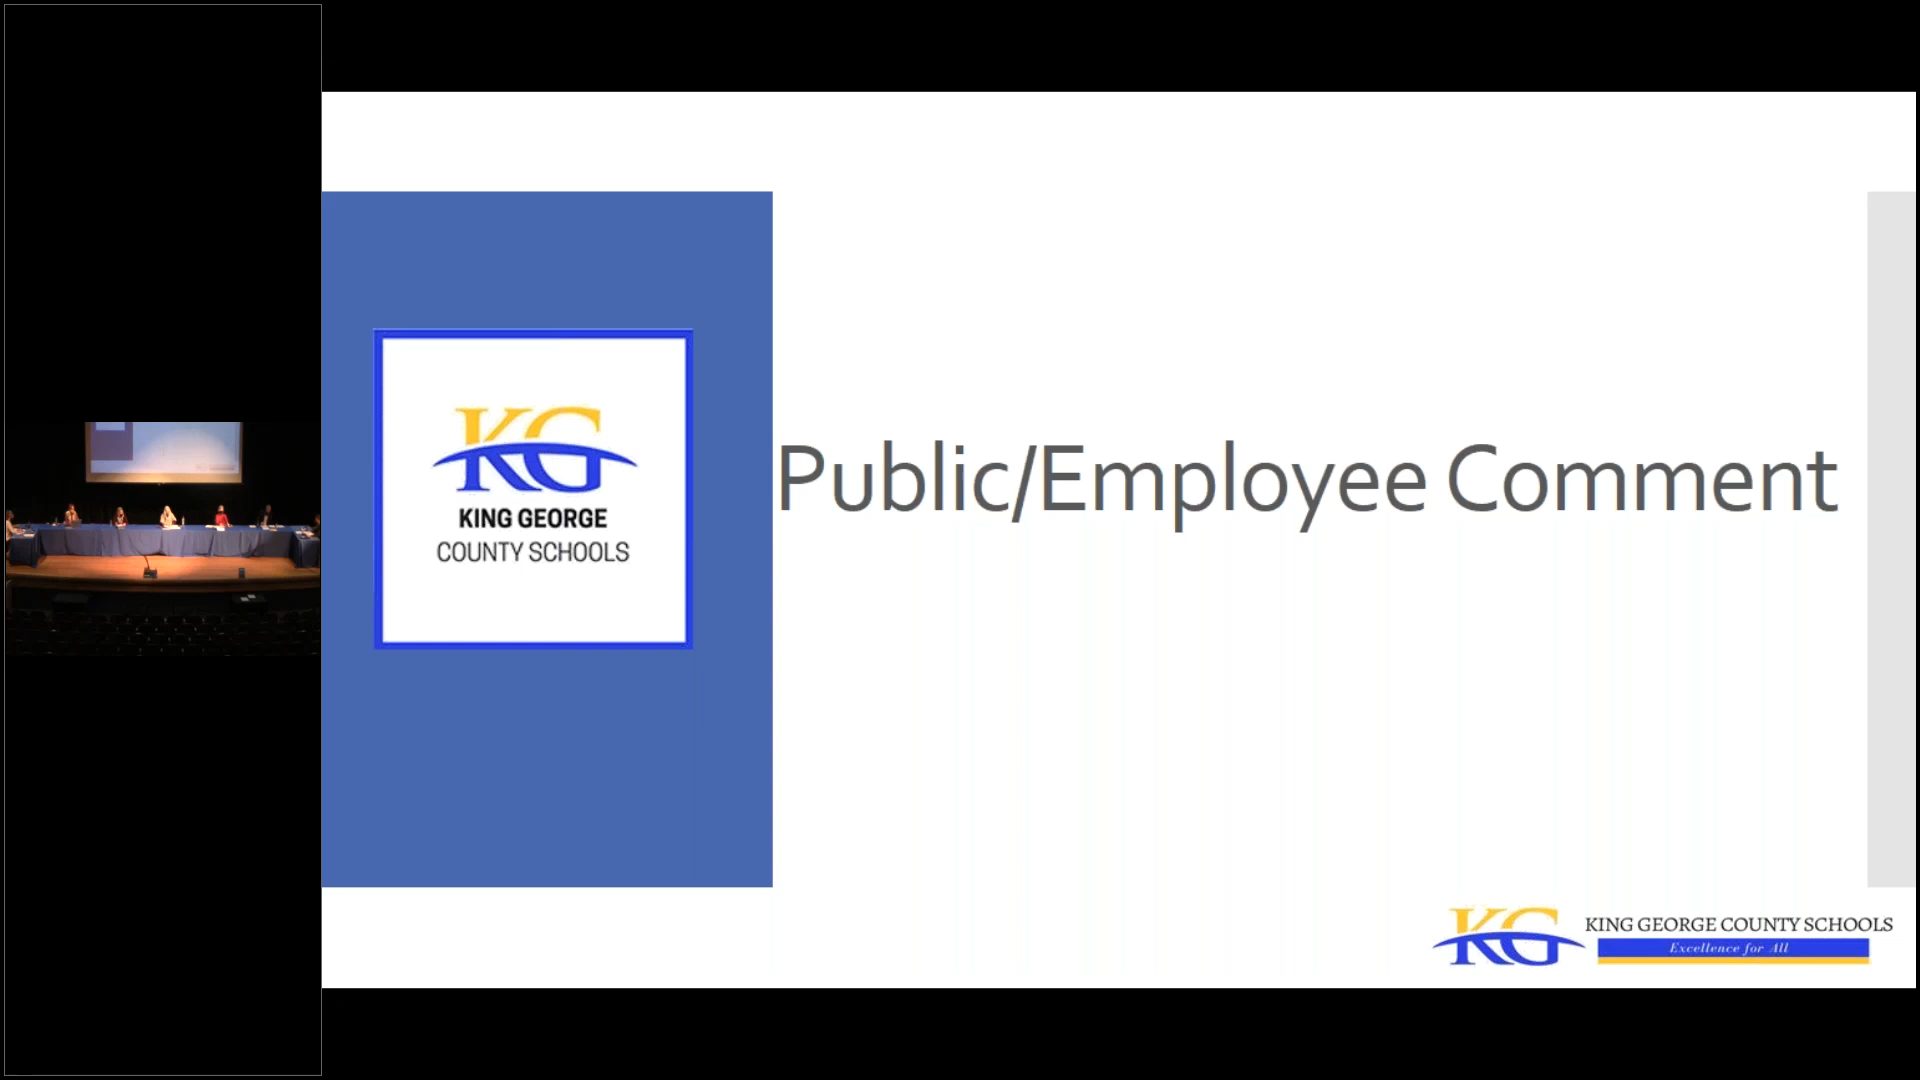 KG
KING GEORGE
COUNTY SCHOOLS
Public/Employee Comment
KG
KING GEORGE COUNTY SCHOOLS
Excellence for All